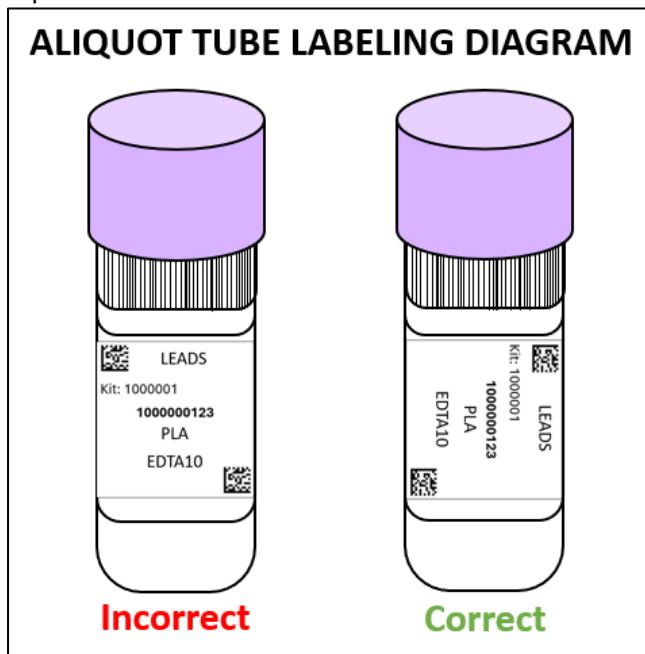 ALIQUOT TUBE LABELING DIAGRAM
LEADS
Kit: 1000001
1000000123
PLA
EDTA10
Incorrect
LEADS
Kit: 1000001
1000000123
PLA
EDTA10
Correct